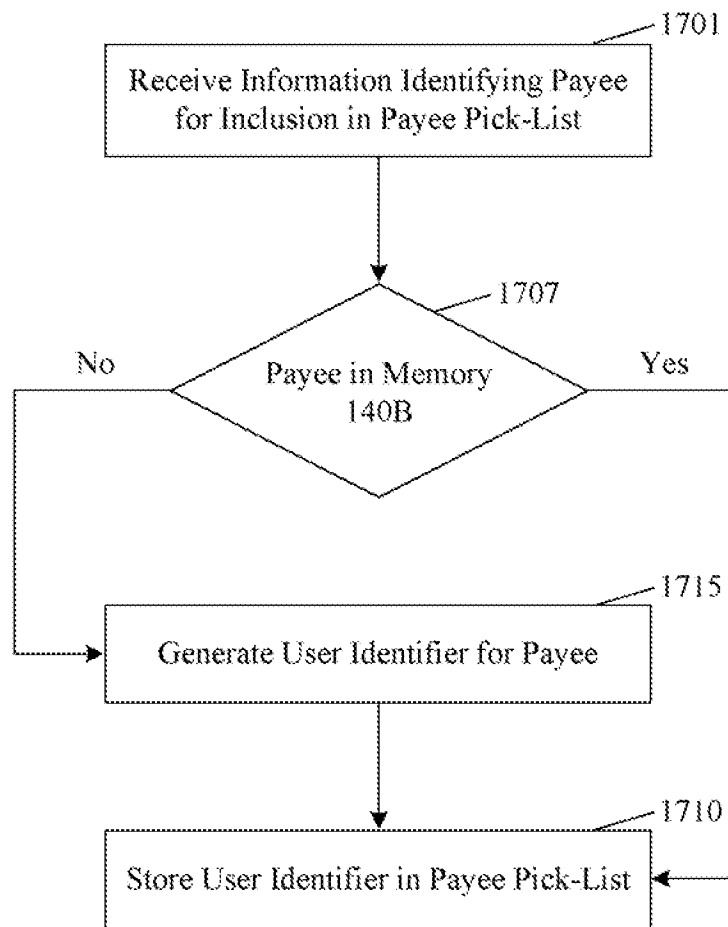 1701
Receive Information Identifying Payee
for Inclusion in Payee Pick-List
1707
No
Payee in Memory
140B
Yes
1715
Generate User Identifier for Payee
1710
Store User Identifier in Payee Pick-List